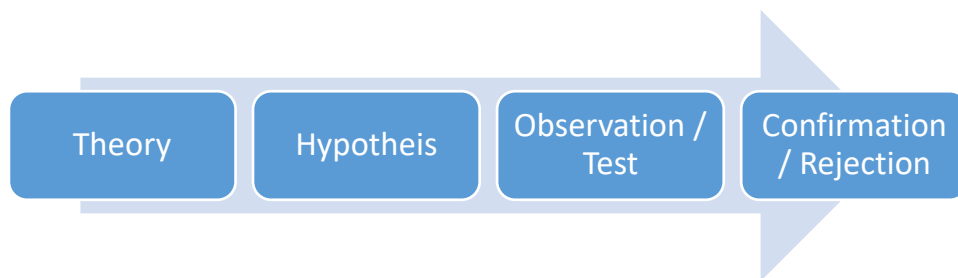 Theory
Hypotheis
Observation /
Test
Confirmation
/ Rejection